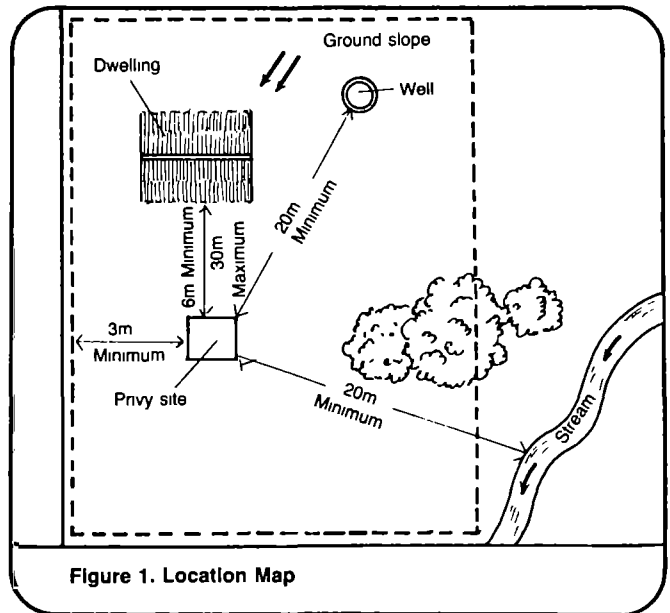 Ground slope
Dwelling
Well
20m
Minimum
6m Minimum
30m
Maximum
3m
Minimum
Privy site
20m
Minimum
Stream
Figure 1. Location Map